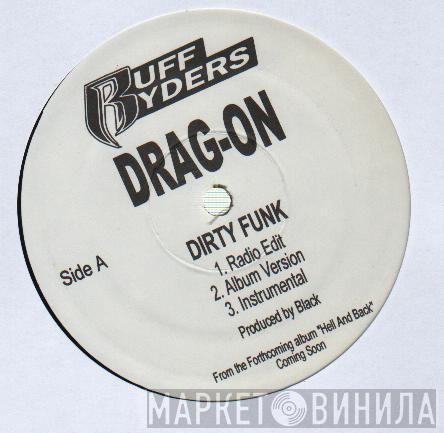 RUFF
RYDERS
DRAG-ON
DIRTY FUNK
1. Radio Edit
2. Album Version
3. Instrumental
Side A
Produced by Black
From the Forthcoming album "Hell And Back"
Coming Soon
МАРКЕТ ВИНИЛА